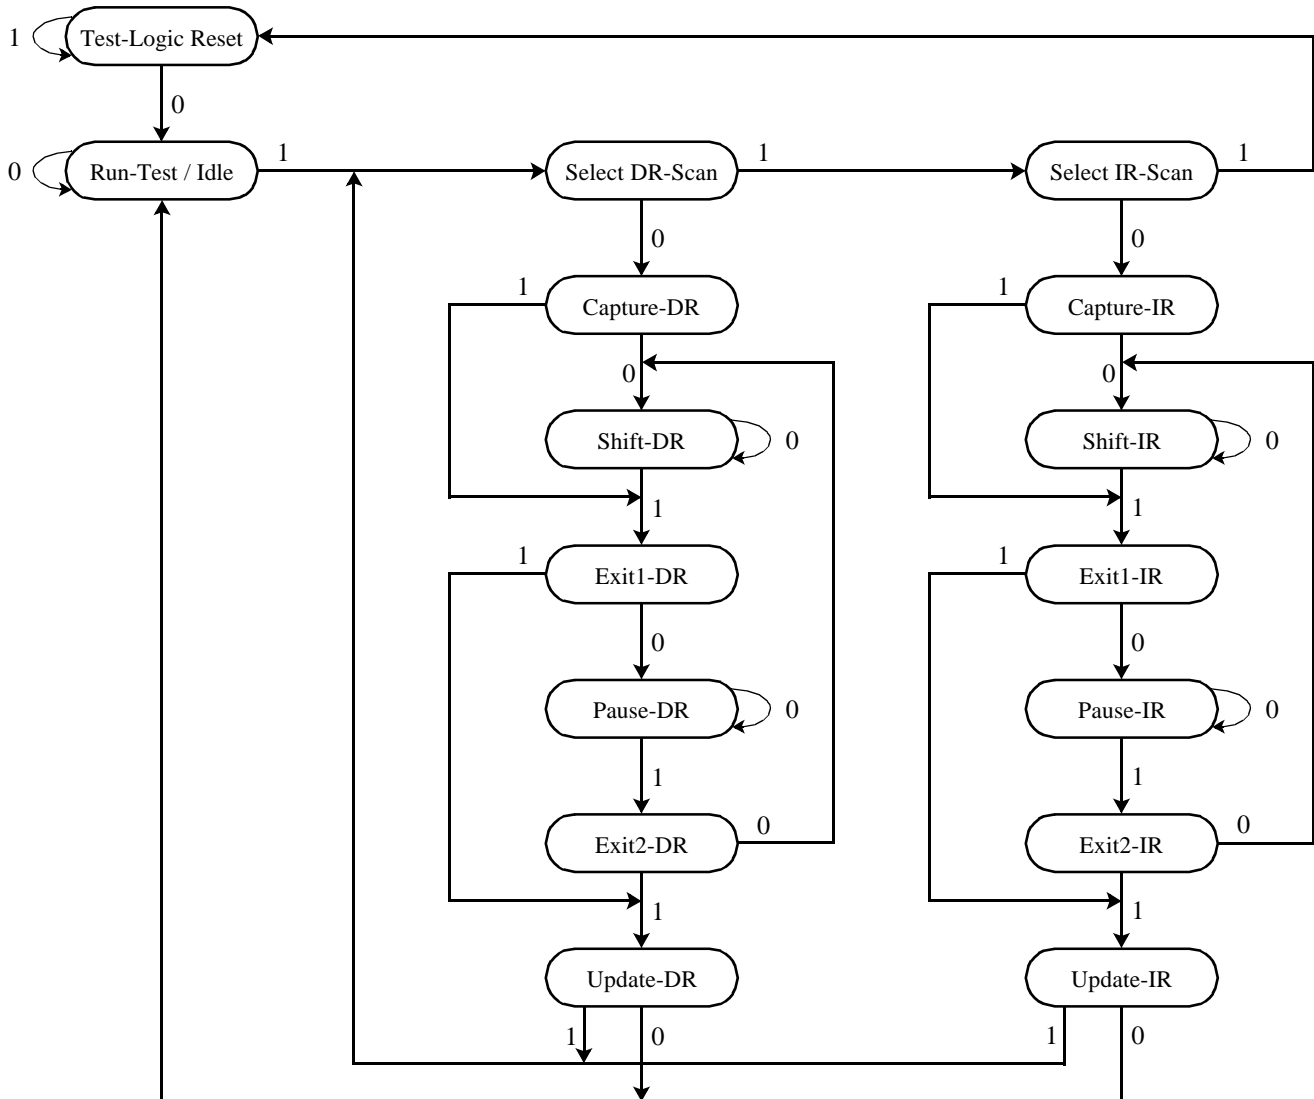 1
Test-Logic Reset
0
0
Run-Test / Idle
1
Select DR-Scan
1
Select IR-Scan
1
0
0
1
Capture-DR
1
Capture-IR
0
0
Shift-DR
0
Shift-IR
0
1
1
1
Exit1-DR
1
Exit1-IR
0
0
Pause-DR
0
Pause-IR
0
1
1
Exit2-DR
0
Exit2-IR
0
1
1
Update-DR
Update-IR
1
0
1
0